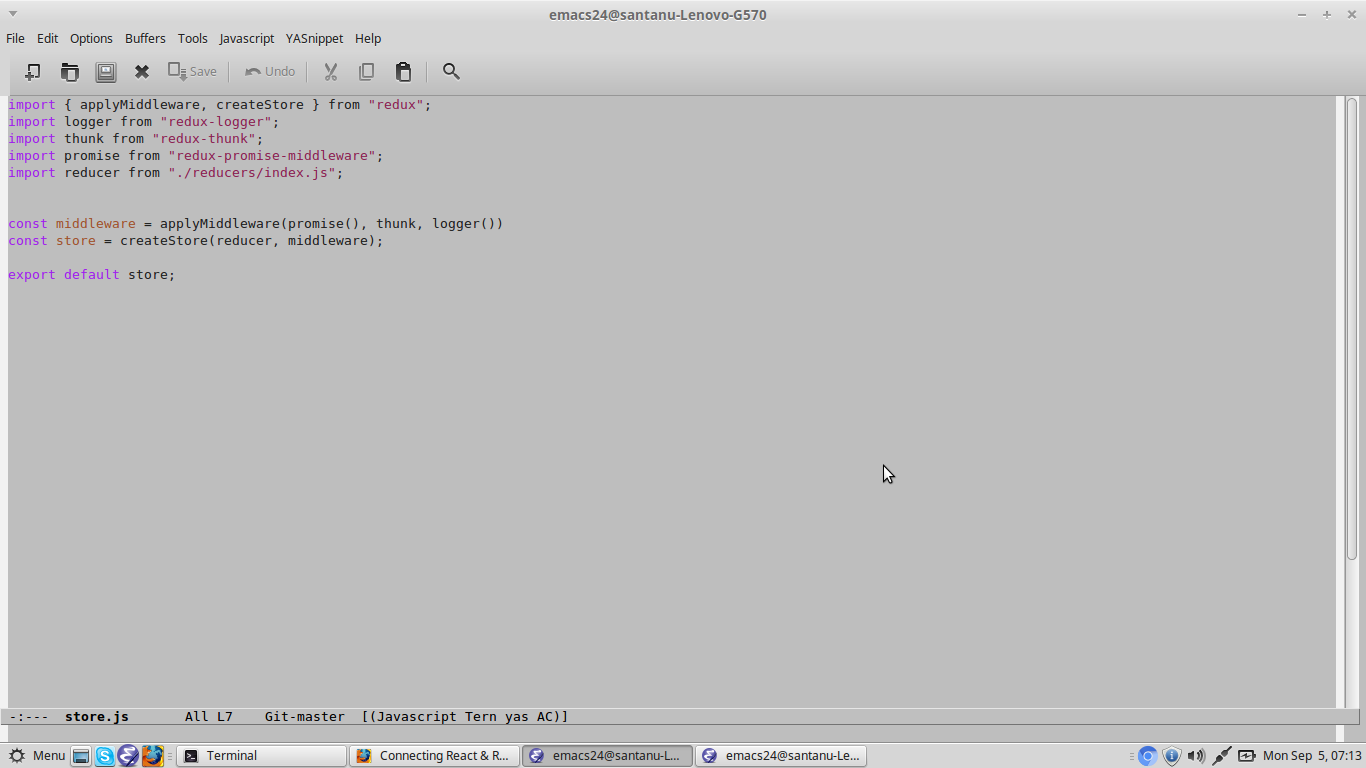 emacs24@santanu-Lenovo-G570
File Edit Options Buffers Tools Javascript YASnippet Help
Save Undo
import { applyMiddleware, createStore } from "redux";
import logger from "redux-logger";
import thunk from "redux-thunk";
import promise from "redux-promise-middleware";
import reducer from "./reducers/index.js";
const middleware = applyMiddleware(promise(), thunk, logger())
const store = createStore(reducer, middleware);
export default store;
-:--- store.js All L7 Git-master [(Javascript Tern yas AC)]
Menu Terminal Connecting React & R... emacs24@santanu-L... emacs24@santanu-Le... Mon Sep 5, 07:13